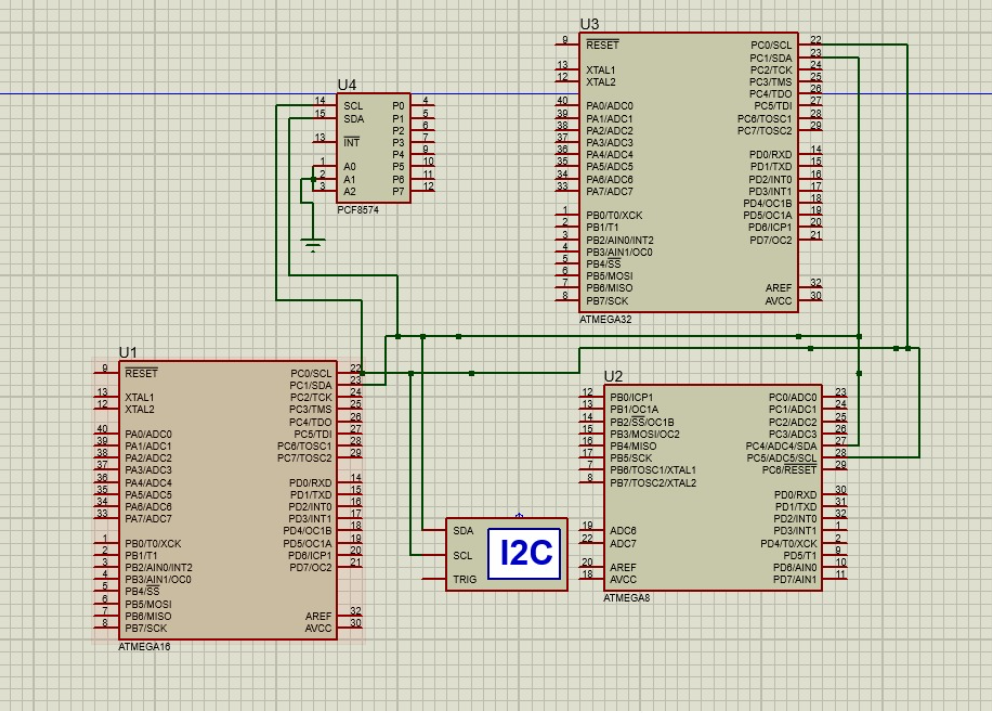 U3
9 RESET PC0/SCL 22
PC1/SDA 23
13 XTAL1 PC2/TCK 24
12 XTAL2 PC3/TMS 25
PC4/TDO 26
40 PA0/ADC0 PC5/TDI 27
39 PA1/ADC1 PC6/TOSC1 28
38 PA2/ADC2 PC7/TOSC2 29
37 PA3/ADC3
36 PA4/ADC4 PD0/RXD 14
35 PA5/ADC5 PD1/TXD 15
34 PA6/ADC6 PD2/INT0 16
33 PA7/ADC7 PD3/INT1 17
PD4/OC1B 18
1 PB0/T0/XCK PD5/OC1A 19
2 PB1/T1 PD6/ICP1 20
3 PB2/AIN0/INT2 PD7/OC2 21
4 PB3/AIN1/OC0
5 PB4/SS
6 PB5/MOSI
7 PB6/MISO AREF 32
8 PB7/SCK AVCC 30
ATMEGA32
U4
14 SCL P0 4
15 SDA P1 5
P2 6
13 INT P3 7
P4 9
1 A0 P5 10
2 A1 P6 11
3 A2 P7 12
PCF8574
U1
9 RESET PC0/SCL 22
PC1/SDA 23
13 XTAL1 PC2/TCK 24
12 XTAL2 PC3/TMS 25
PC4/TDO 26
40 PA0/ADC0 PC5/TDI 27
39 PA1/ADC1 PC6/TOSC1 28
38 PA2/ADC2 PC7/TOSC2 29
37 PA3/ADC3
36 PA4/ADC4 PD0/RXD 14
35 PA5/ADC5 PD1/TXD 15
34 PA6/ADC6 PD2/INT0 16
33 PA7/ADC7 PD3/INT1 17
PD4/OC1B 18
1 PB0/T0/XCK PD5/OC1A 19
2 PB1/T1 PD6/ICP1 20
3 PB2/AIN0/INT2 PD7/OC2 21
4 PB3/AIN1/OC0
5 PB4/SS
6 PB5/MOSI
7 PB6/MISO AREF 32
8 PB7/SCK AVCC 30
ATMEGA16
U2
12 PB0/ICP1 PC0/ADC0 23
13 PB1/OC1A PC1/ADC1 24
14 PB2/SS/OC1B PC2/ADC2 25
15 PB3/MOSI/OC2 PC3/ADC3 26
16 PB4/MISO PC4/ADC4/SDA 27
17 PB5/SCK PC5/ADC5/SCL 28
7 PB6/TOSC1/XTAL1 PC6/RESET 29
8 PB7/TOSC2/XTAL2
PD0/RXD 30
PD1/TXD 31
PD2/INT0 32
19 ADC6 PD3/INT1 1
22 ADC7 PD4/T0/XCK 2
PD5/T1 9
20 AREF PD6/AIN0 10
18 AVCC PD7/AIN1 11
ATMEGA8
SDA
SCL
TRIG
I2C